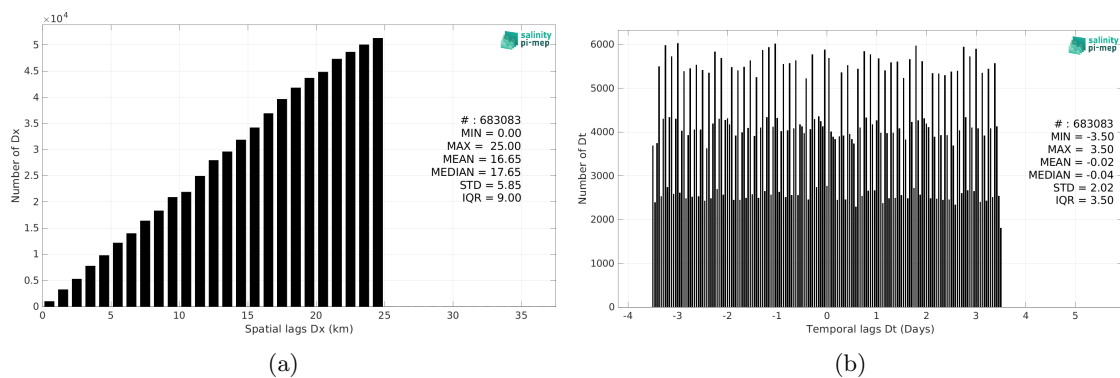 ×10⁴
5
4.5
4
3.5
3
2.5
2
1.5
1
0.5
0
Number of Dx
0 5 10 15 20 25 30 35
Spatial lags Dx (km)
salinity
pi-mep
# : 683083
MIN = 0.00
MAX = 25.00
MEAN = 16.65
MEDIAN = 17.65
STD = 5.85
IQR = 9.00
(a)
6000
5000
4000
3000
2000
1000
0
Number of Dt
-4 -3 -2 -1 0 1 2 3 4 5
Temporal lags Dt (Days)
salinity
pi-mep
# : 683083
MIN = -3.50
MAX = 3.50
MEAN = -0.02
MEDIAN = -0.04
STD = 2.02
IQR = 3.50
(b)